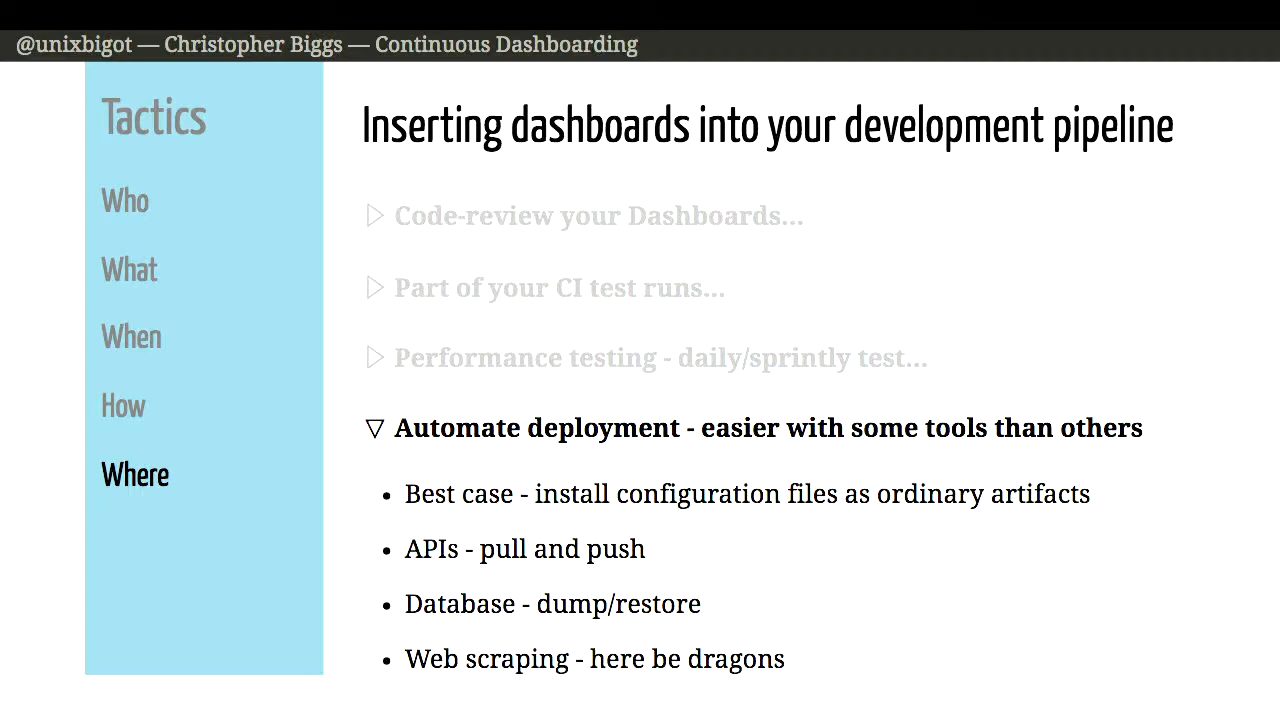 @unixbigot — Christopher Biggs — Continuous Dashboarding
Tactics
Who
What
When
How
Where
Inserting dashboards into your development pipeline
▷ Code-review your Dashboards...
▷ Part of your CI test runs...
▷ Performance testing - daily/sprintly test...
▽ Automate deployment - easier with some tools than others
• Best case - install configuration files as ordinary artifacts
• APIs - pull and push
• Database - dump/restore
• Web scraping - here be dragons